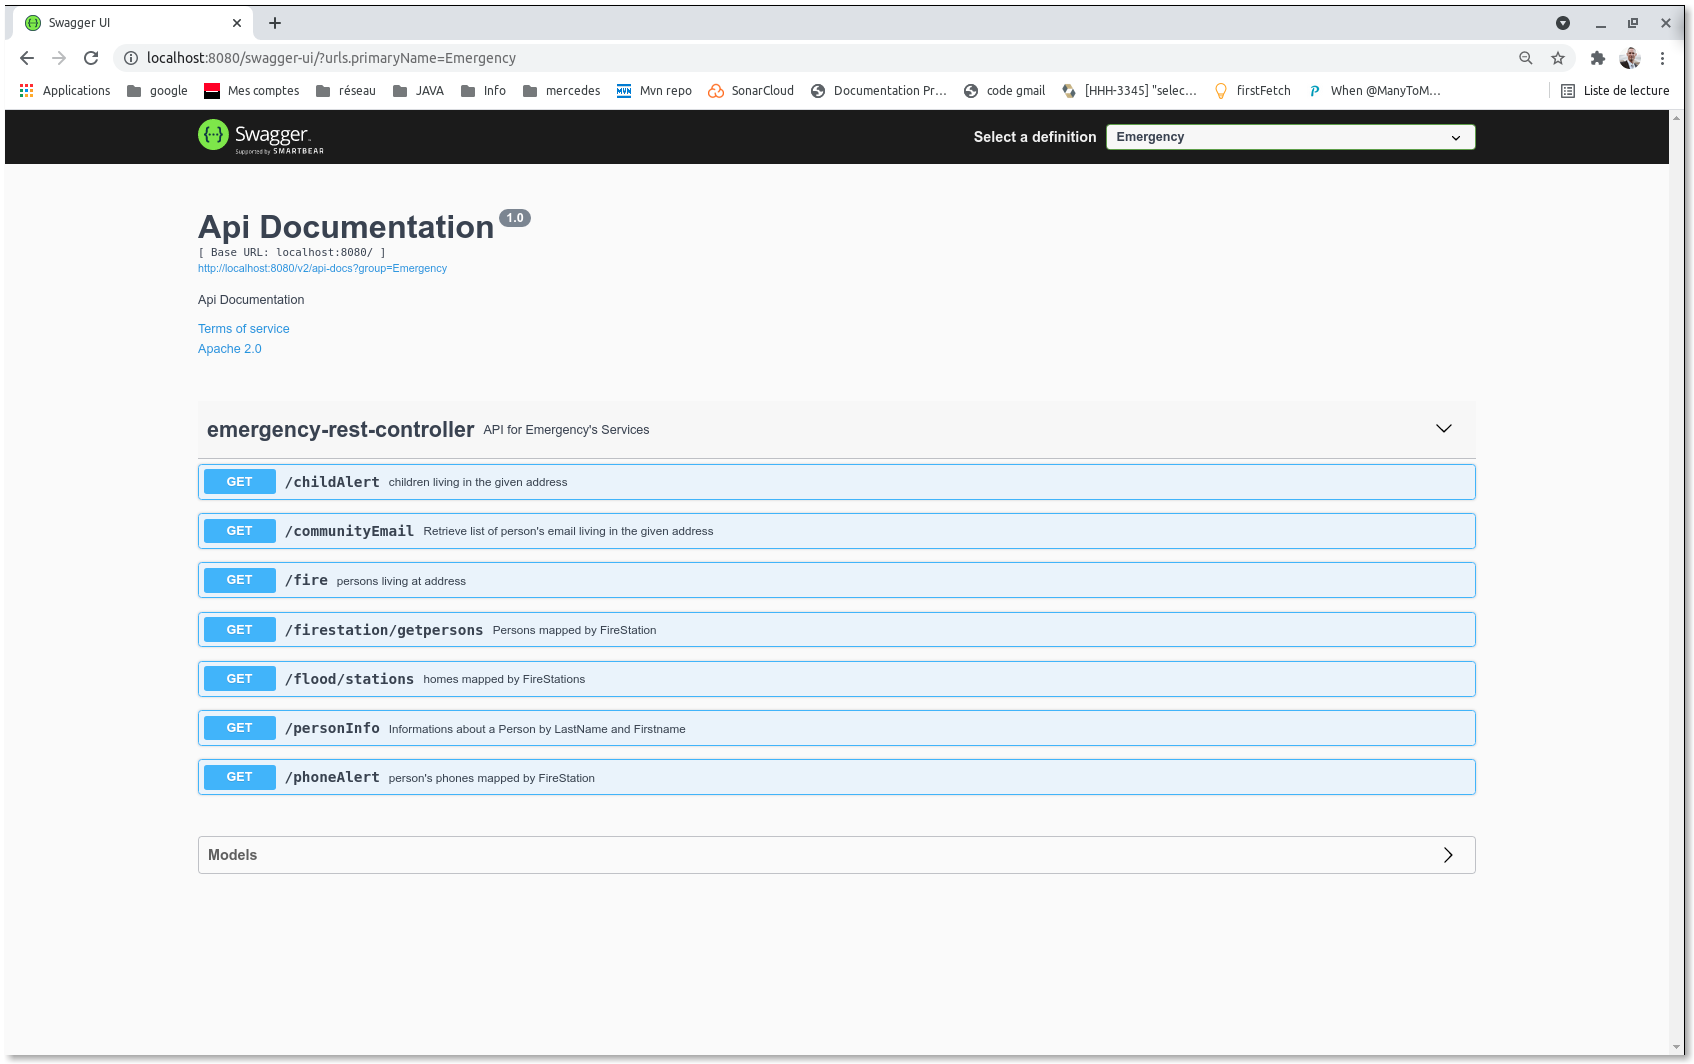 Swagger UI
localhost:8080/swagger-ui/?urls.primaryName=Emergency
Applications google Mes comptes réseau JAVA Info mercedes MVN Mvn repo SonarCloud Documentation Pr... code gmail [HHH-3345] "selec... firstFetch P When @ManyToM... Liste de lecture
{···} Swagger™ Select a definition Emergency
Supported by SMARTBEAR
Api Documentation 1.0
[ Base URL: localhost:8080/ ]
http://localhost:8080/v2/api-docs?group=Emergency
Api Documentation
Terms of service
Apache 2.0
emergency-rest-controller API for Emergency's Services
GET /childAlert children living in the given address
GET /communityEmail Retrieve list of person's email living in the given address
GET /fire persons living at address
GET /firestation/getpersons Persons mapped by FireStation
GET /flood/stations homes mapped by FireStations
GET /personInfo Informations about a Person by LastName and Firstname
GET /phoneAlert person's phones mapped by FireStation
Models